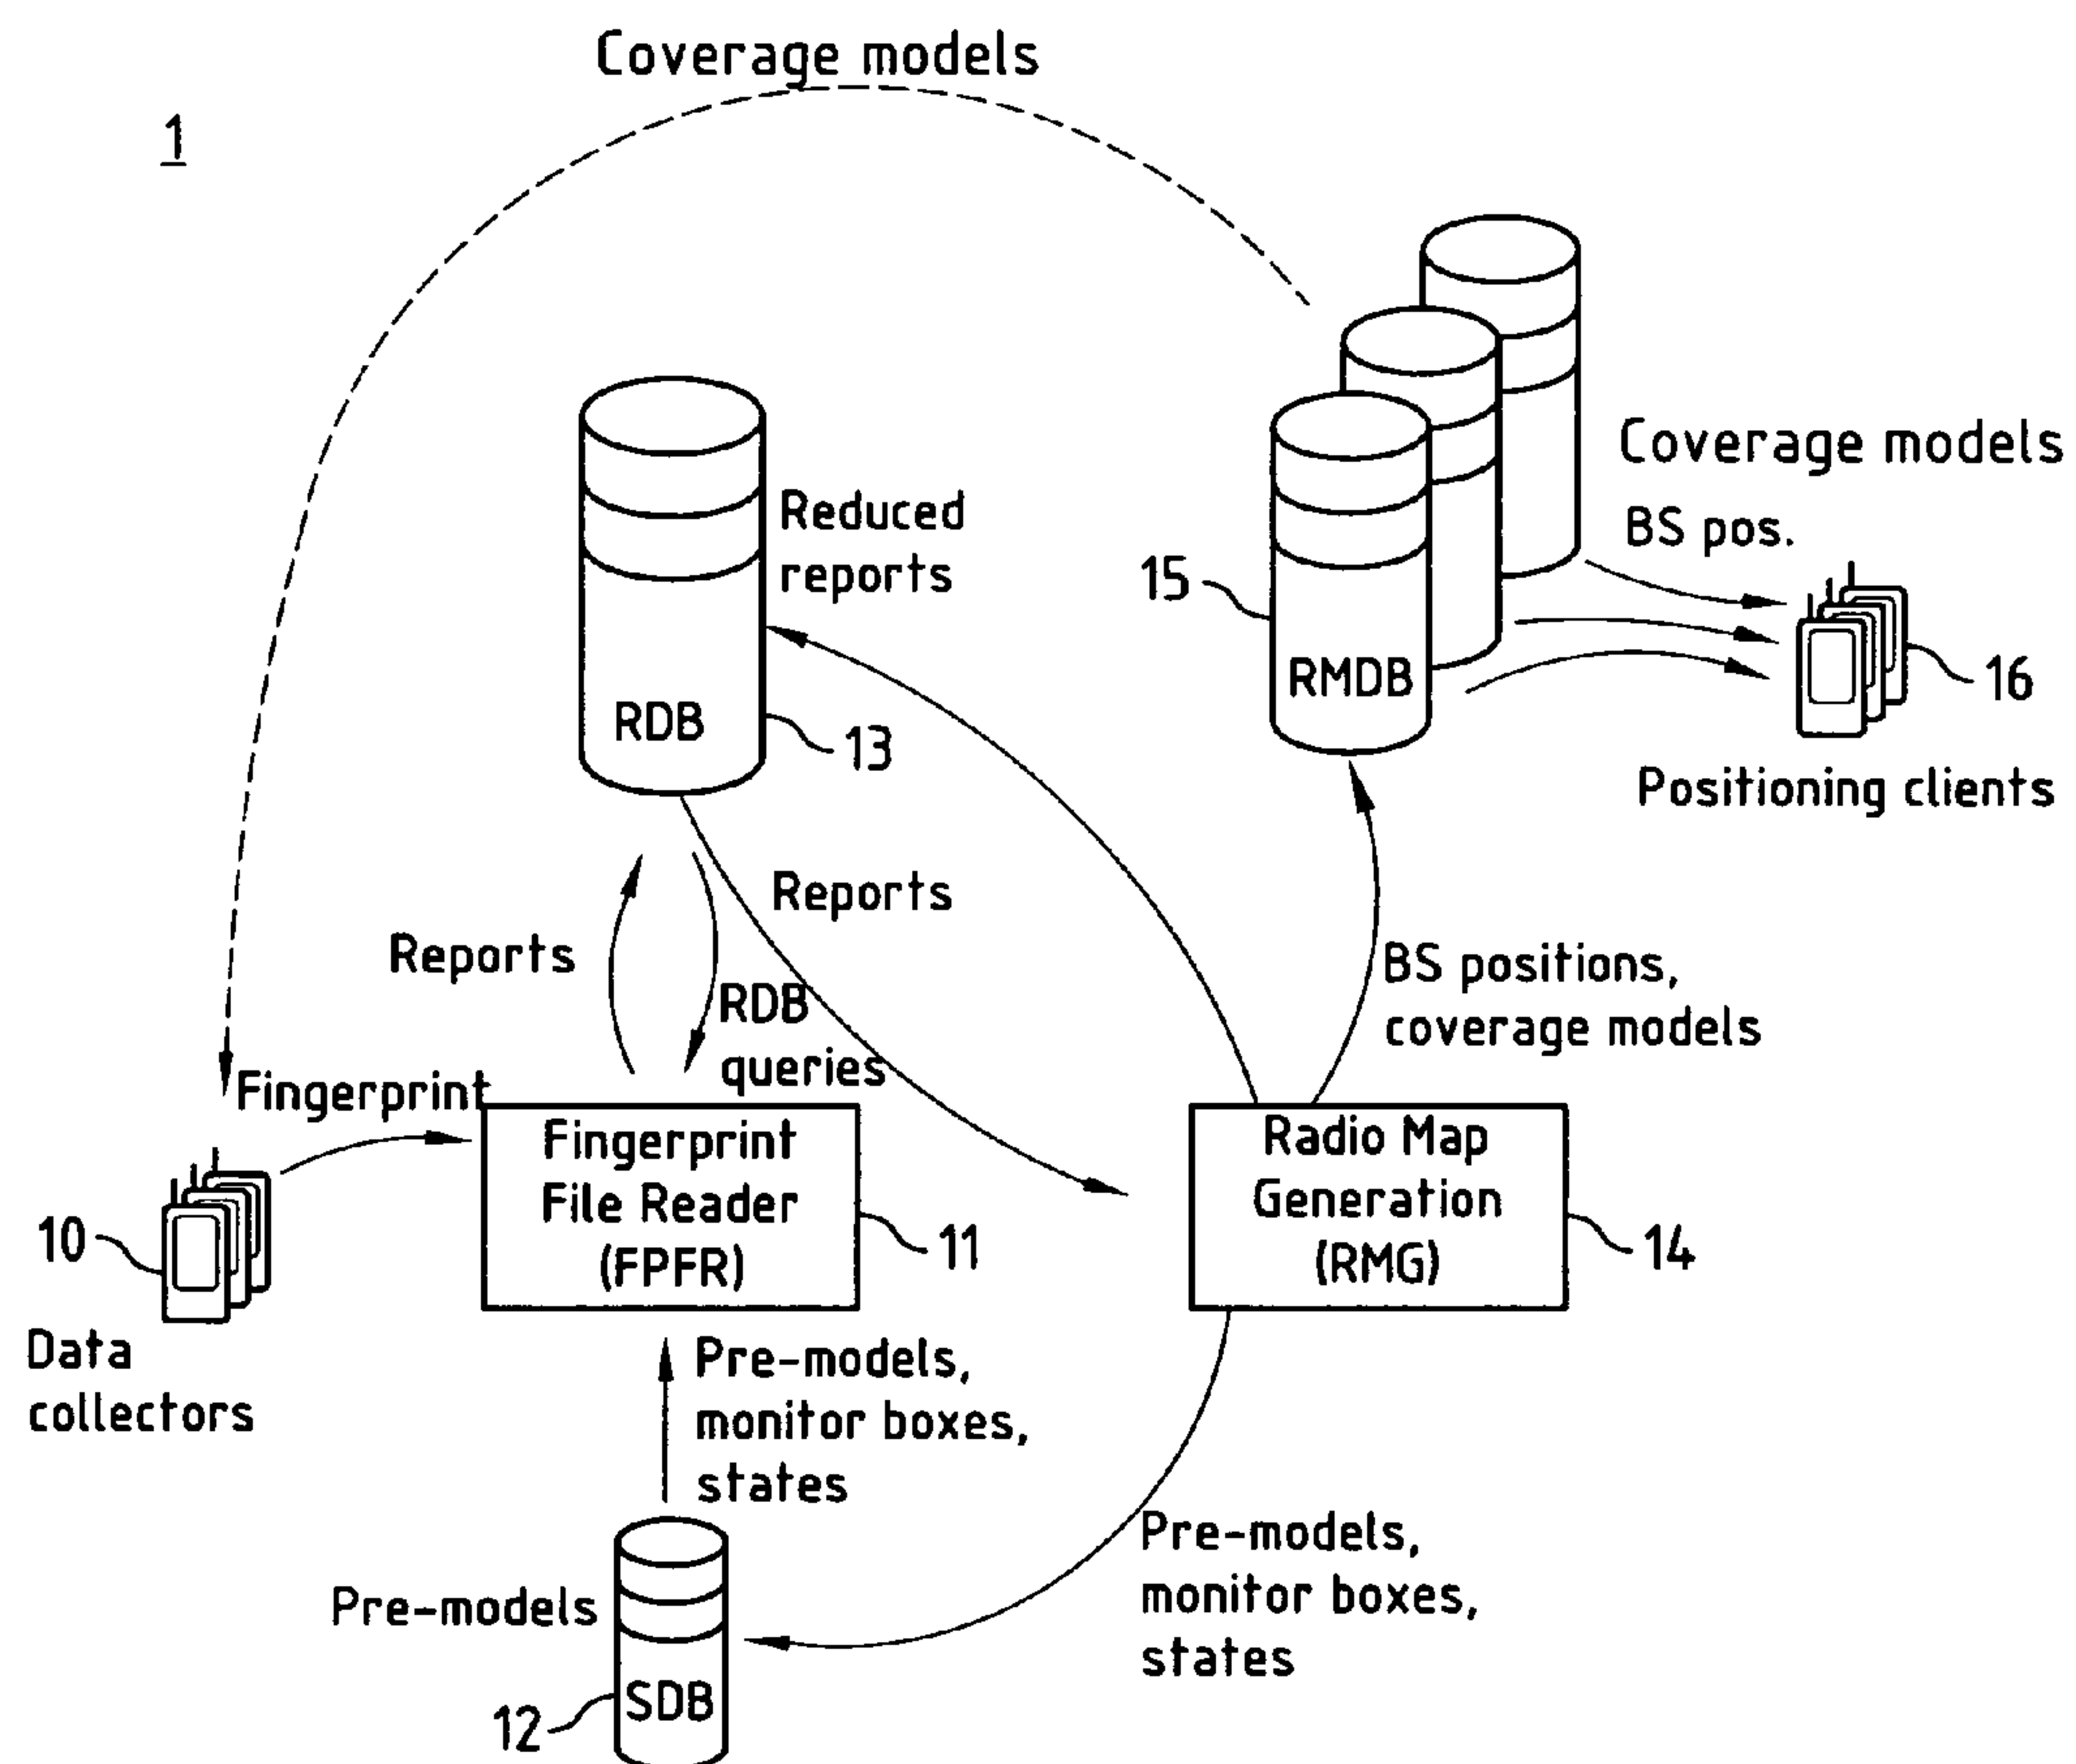 Coverage models
1
Reduced
reports
RDB
13
Coverage models
BS pos.
15
RMDB
16
Positioning clients
Reports
Reports
RDB
queries
BS positions,
coverage models
Fingerprint
Fingerprint
File Reader
(FPFR)
11
Radio Map
Generation
(RMG)
14
10
Data
collectors
Pre-models,
monitor boxes,
states
Pre-models,
monitor boxes,
states
Pre-models
SDB
12